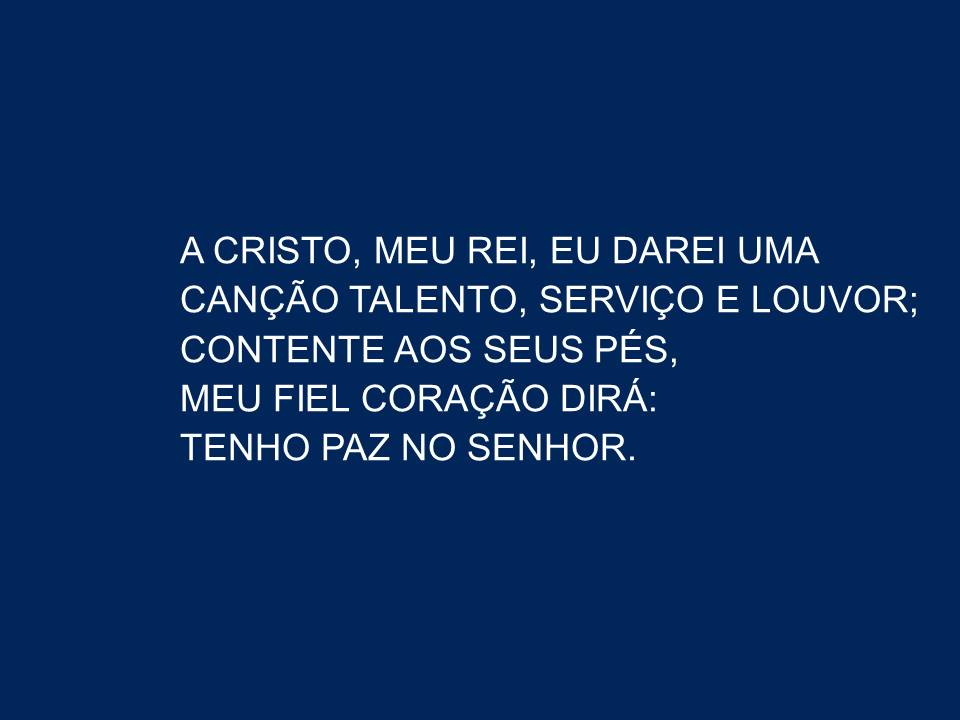 A CRISTO, MEU REI, EU DAREI UMA
CANÇÃO TALENTO, SERVIÇO E LOUVOR;
CONTENTE AOS SEUS PÉS,
MEU FIEL CORAÇÃO DIRÁ:
TENHO PAZ NO SENHOR.